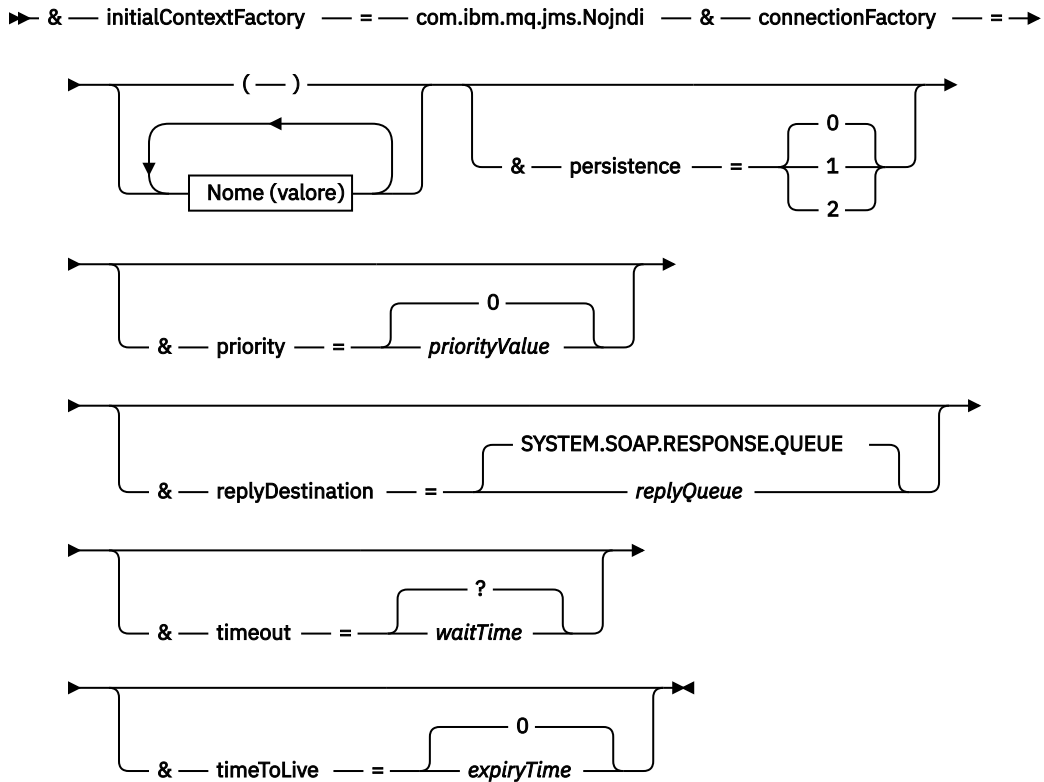 & initialContextFactory = com.ibm.mq.jms.Nojndi & connectionFactory =
( )
Nome (valore)
& persistence =
0
1
2
& priority =
0
priorityValue
& replyDestination =
SYSTEM.SOAP.RESPONSE.QUEUE
replyQueue
& timeout =
?
waitTime
& timeToLive =
0
expiryTime